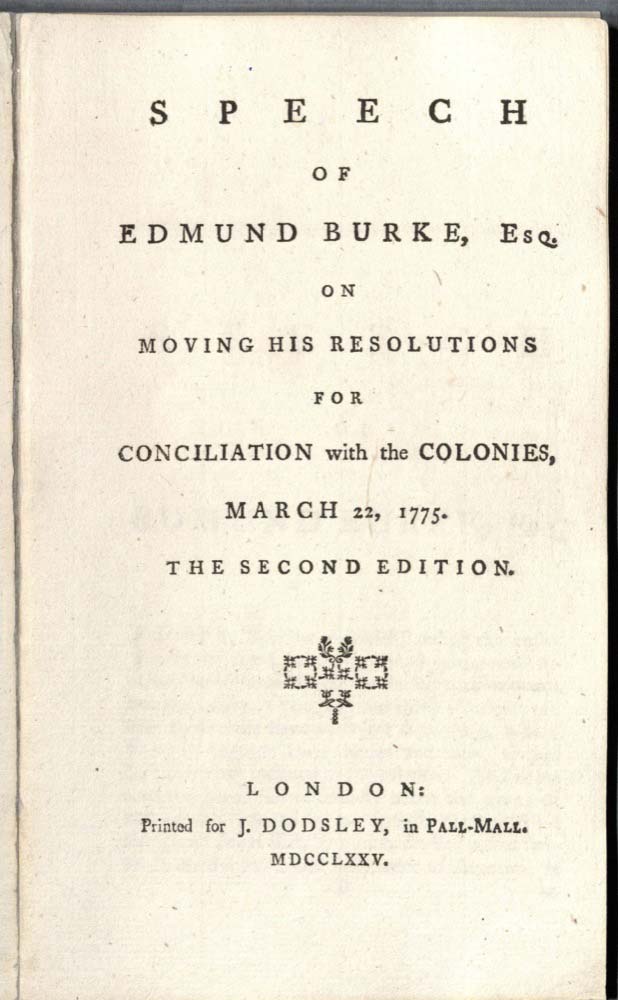 SPEECH
OF
EDMUND BURKE, Esq.
ON
MOVING HIS RESOLUTIONS
FOR
CONCILIATION with the COLONIES,
MARCH 22, 1775.
THE SECOND EDITION.
LONDON:
Printed for J. DODSLEY, in PALL-MALL.
MDCCLXXV.